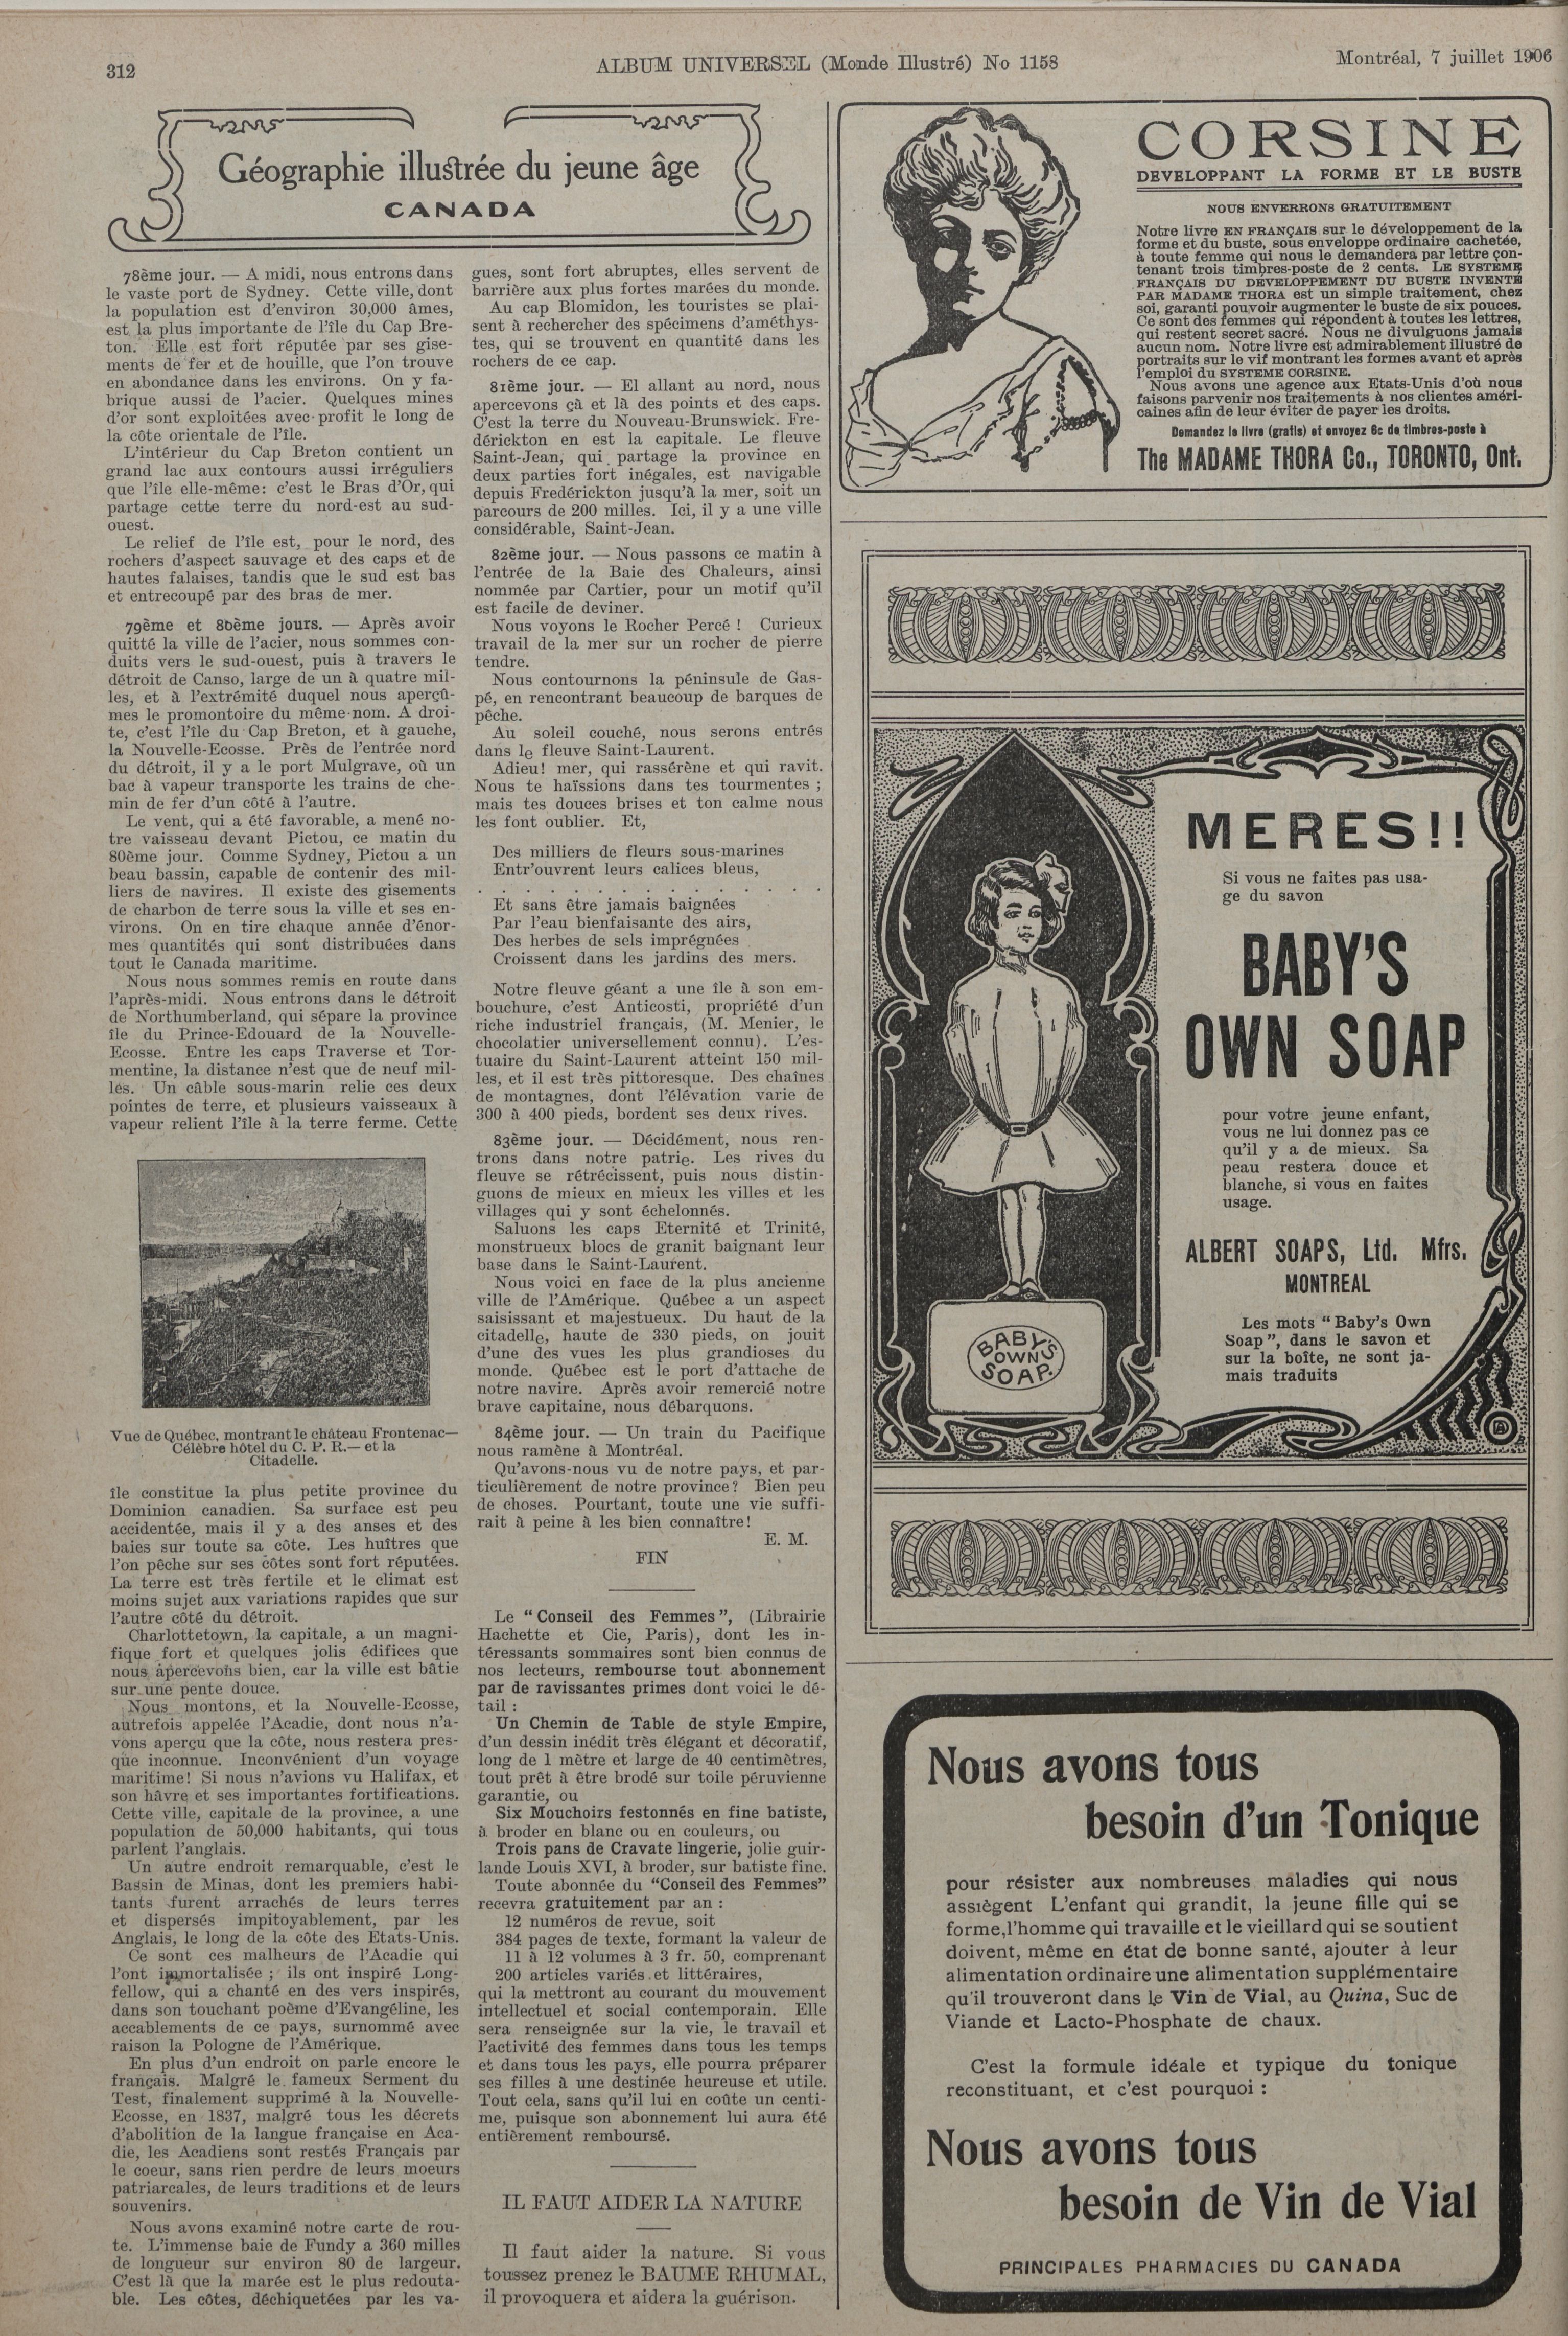 312
ALBUM UNIVERSEL (Monde Illustré) No 1158
Montréal, 7 juillet 1906
Géographie illustrée du jeune âge
CANADA
78ème jour. — A midi, nous entrons dans
le vaste port de Sydney. Cette ville, dont
la population est d'environ 30,000 âmes,
est la plus importante de l'île du Cap Bre-
ton. Elle est fort réputée par ses gise-
ments de fer et de houille, que l'on trouve
en abondance dans les environs. On y fa-
brique aussi de l'acier. Quelques mines
d'or sont exploitées avec profit le long de
la côte orientale de l'île.
L'intérieur du Cap Breton contient un
grand lac aux contours aussi irréguliers
que l'île elle-même: c'est le Bras d'Or, qui
partage cette terre du nord-est au sud-
ouest.
Le relief de l'île est, pour le nord, des
rochers d'aspect sauvage et des caps et de
hautes falaises, tandis que le sud est bas
et entrecoupé par des bras de mer.
79ème et 80ème jours. — Après avoir
quitté la ville de l'acier, nous sommes con-
duits vers le sud-ouest, puis à travers le
détroit de Canso, large de un à quatre mil-
les, et à l'extrémité duquel nous aperçû-
mes le promontoire du même nom. A droi-
te, c'est l'île du Cap Breton, et à gauche,
la Nouvelle-Ecosse. Près de l'entrée nord
du détroit, il y a le port Mulgrave, où un
bac à vapeur transporte les trains de che-
min de fer d'un côté à l'autre.
Le vent, qui a été favorable, a mené no-
tre vaisseau devant Pictou, ce matin du
80ème jour. Comme Sydney, Pictou a un
beau bassin, capable de contenir des mil-
liers de navires. Il existe des gisements
de charbon de terre sous la ville et ses en-
virons. On en tire chaque année d'énor-
mes quantités qui sont distribuées dans
tout le Canada maritime.
Nous nous sommes remis en route dans
l'après-midi. Nous entrons dans le détroit
de Northumberland, qui sépare la province
île du Prince-Edouard de la Nouvelle-
Ecosse. Entre les caps Traverse et Tor-
mentine, la distance n'est que de neuf mil-
les. Un câble sous-marin relie ces deux
pointes de terre, et plusieurs vaisseaux à
vapeur relient l'île à la terre ferme. Cette
Vue de Québec, montrant le château Frontenac—
Célèbre hôtel du C. P. R.— et la
Citadelle.
île constitue la plus petite province du
Dominion canadien. Sa surface est peu
accidentée, mais il y a des anses et des
baies sur toute sa côte. Les huîtres que
l'on pêche sur ses côtes sont fort réputées.
La terre est très fertile et le climat est
moins sujet aux variations rapides que sur
l'autre côté du détroit.
Charlottetown, la capitale, a un magni-
fique fort et quelques jolis édifices que
nous apercevons bien, car la ville est bâtie
sur une pente douce.
Nous montons, et la Nouvelle-Ecosse,
autrefois appelée l'Acadie, dont nous n'a-
vons aperçu que la côte, nous restera pres-
que inconnue. Inconvénient d'un voyage
maritime! Si nous n'avions vu Halifax, et
son hâvre et ses importantes fortifications.
Cette ville, capitale de la province, a une
population de 50,000 habitants, qui tous
parlent l'anglais.
Un autre endroit remarquable, c'est le
Bassin de Minas, dont les premiers habi-
tants furent arrachés de leurs terres
et dispersés impitoyablement, par les
Anglais, le long de la côte des Etats-Unis.
Ce sont ces malheurs de l'Acadie qui
l'ont immortalisée ; ils ont inspiré Long-
fellow, qui a chanté en des vers inspirés,
dans son touchant poème d'Evangéline, les
accablements de ce pays, surnommé avec
raison la Pologne de l'Amérique.
En plus d'un endroit on parle encore le
français. Malgré le fameux Serment du
Test, finalement supprimé à la Nouvelle-
Ecosse, en 1837, malgré tous les décrets
d'abolition de la langue française en Aca-
die, les Acadiens sont restés Français par
le coeur, sans rien perdre de leurs moeurs
patriarcales, de leurs traditions et de leurs
souvenirs.
Nous avons examiné notre carte de rou-
te. L'immense baie de Fundy a 360 milles
de longueur sur environ 80 de largeur.
C'est là que la marée est le plus redouta-
ble. Les côtes, déchiquetées par les va-
gues, sont fort abruptes, elles servent de
barrière aux plus fortes marées du monde.
Au cap Blomidon, les touristes se plai-
sent à rechercher des spécimens d'améthys-
tes, qui se trouvent en quantité dans les
rochers de ce cap.
81ème jour. — El allant au nord, nous
apercevons çà et là des points et des caps.
C'est la terre du Nouveau-Brunswick. Fre-
dérickton en est la capitale. Le fleuve
Saint-Jean, qui partage la province en
deux parties fort inégales, est navigable
depuis Fredérickton jusqu'à la mer, soit un
parcours de 200 milles. Ici, il y a une ville
considérable, Saint-Jean.
82ème jour. — Nous passons ce matin à
l'entrée de la Baie des Chaleurs, ainsi
nommée par Cartier, pour un motif qu'il
est facile de deviner.
Nous voyons le Rocher Percé ! Curieux
travail de la mer sur un rocher de pierre
tendre.
Nous contournons la péninsule de Gas-
pé, en rencontrant beaucoup de barques de
pêche.
Au soleil couché, nous serons entrés
dans le fleuve Saint-Laurent.
Adieu! mer, qui rassérène et qui ravit.
Nous te haïssions dans tes tourmentes ;
mais tes douces brises et ton calme nous
les font oublier. Et,
Des milliers de fleurs sous-marines
Entr'ouvrent leurs calices bleus,
. . . . . . . . . . . . . . .
Et sans être jamais baignées
Par l'eau bienfaisante des airs,
Des herbes de sels imprégnées
Croissent dans les jardins des mers.
Notre fleuve géant a une île à son em-
bouchure, c'est Anticosti, propriété d'un
riche industriel français, (M. Menier, le
chocolatier universellement connu). L'es-
tuaire du Saint-Laurent atteint 150 mil-
les, et il est très pittoresque. Des chaînes
de montagnes, dont l'élévation varie de
300 à 400 pieds, bordent ses deux rives.
83ème jour. — Décidément, nous ren-
trons dans notre patrie. Les rives du
fleuve se rétrécissent, puis nous distin-
guons de mieux en mieux les villes et les
villages qui y sont échelonnés.
Saluons les caps Eternité et Trinité,
monstrueux blocs de granit baignant leur
base dans le Saint-Laurent.
Nous voici en face de la plus ancienne
ville de l'Amérique. Québec a un aspect
saisissant et majestueux. Du haut de la
citadelle, haute de 330 pieds, on jouit
d'une des vues les plus grandioses du
monde. Québec est le port d'attache de
notre navire. Après avoir remercié notre
brave capitaine, nous débarquons.
84ème jour. — Un train du Pacifique
nous ramène à Montréal.
Qu'avons-nous vu de notre pays, et par-
ticulièrement de notre province? Bien peu
de choses. Pourtant, toute une vie suffi-
rait à peine à les bien connaître!
E. M.
FIN
Le "Conseil des Femmes", (Librairie
Hachette et Cie, Paris), dont les in-
téressants sommaires sont bien connus de
nos lecteurs, rembourse tout abonnement
par de ravissantes primes dont voici le dé-
tail :
Un Chemin de Table de style Empire,
d'un dessin inédit très élégant et décoratif,
long de 1 mètre et large de 40 centimètres,
tout prêt à être brodé sur toile péruvienne
garantie, ou
Six Mouchoirs festonnés en fine batiste,
à broder en blanc ou en couleurs, ou
Trois pans de Cravate lingerie, jolie guir-
lande Louis XVI, à broder, sur batiste fine.
Toute abonnée du "Conseil des Femmes"
recevra gratuitement par an :
12 numéros de revue, soit
384 pages de texte, formant la valeur de
11 à 12 volumes à 3 fr. 50, comprenant
200 articles variés et littéraires,
qui la mettront au courant du mouvement
intellectuel et social contemporain. Elle
sera renseignée sur la vie, le travail et
l'activité des femmes dans tous les temps
et dans tous les pays, elle pourra préparer
ses filles à une destinée heureuse et utile.
Tout cela, sans qu'il lui en coûte un centi-
me, puisque son abonnement lui aura été
entièrement remboursé.
IL FAUT AIDER LA NATURE
Il faut aider la nature. Si vous
toussez prenez le BAUME RHUMAL,
il provoquera et aidera la guérison.
CORSINE
DEVELOPPANT LA FORME ET LE BUSTE
NOUS ENVERRONS GRATUITEMENT
Notre livre EN FRANÇAIS sur le développement de la
forme et du buste, sous enveloppe ordinaire cachetée,
à toute femme qui nous le demandera par lettre con-
tenant trois timbres-poste de 2 cents. LE SYSTEME
FRANÇAIS DU DÉVELOPPEMENT DU BUSTE INVENTÉ
PAR MADAME THORA est un simple traitement, chez
soi, garanti pouvoir augmenter le buste de six pouces.
Ce sont des femmes qui répondent à toutes les lettres,
qui restent secret sacré. Nous ne divulguons jamais
aucun nom. Notre livre est admirablement illustré de
portraits sur le vif montrant les formes avant et après
l'emploi du SYSTEME CORSINE.
Nous avons une agence aux Etats-Unis d'où nous
faisons parvenir nos traitements à nos clientes améri-
caines afin de leur éviter de payer les droits.
Demandez le livre (gratis) et envoyez 6c de timbres-poste à
The MADAME THORA Co., TORONTO, Ont.
MERES!!
Si vous ne faites pas usa-
ge du savon
BABY'S
OWN SOAP
pour votre jeune enfant,
vous ne lui donnez pas ce
qu'il y a de mieux. Sa
peau restera douce et
blanche, si vous en faites
usage.
ALBERT SOAPS, Ltd. Mfrs.
MONTREAL
Les mots "Baby's Own
Soap", dans le savon et
sur la boîte, ne sont ja-
mais traduits
BABY'S
OWN
SOAP.
Nous avons tous
besoin d'un Tonique
pour résister aux nombreuses maladies qui nous
assiègent L'enfant qui grandit, la jeune fille qui se
forme,l'homme qui travaille et le vieillard qui se soutient
doivent, même en état de bonne santé, ajouter à leur
alimentation ordinaire une alimentation supplémentaire
qu'il trouveront dans le Vin de Vial, au Quina, Suc de
Viande et Lacto-Phosphate de chaux.
C'est la formule idéale et typique du tonique
reconstituant, et c'est pourquoi :
Nous avons tous
besoin de Vin de Vial
PRINCIPALES PHARMACIES DU CANADA